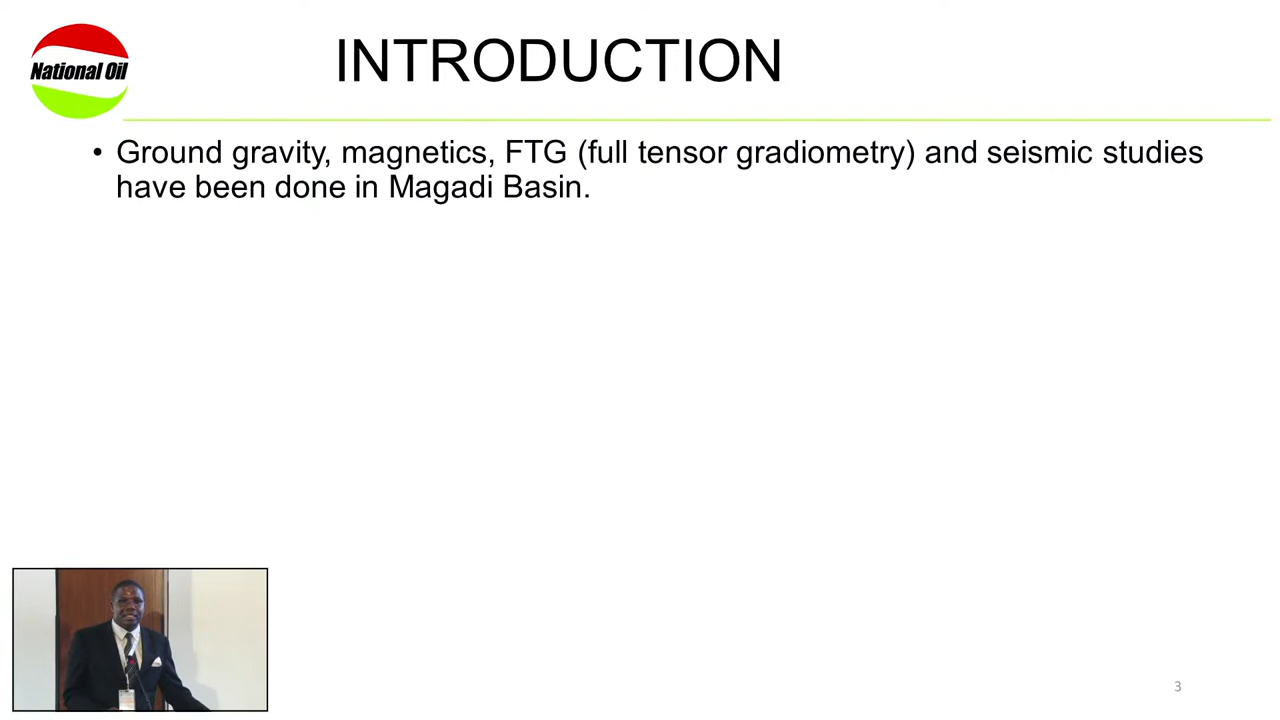 INTRODUCTION
National Oil
• Ground gravity, magnetics, FTG (full tensor gradiometry) and seismic studies
have been done in Magadi Basin.
3